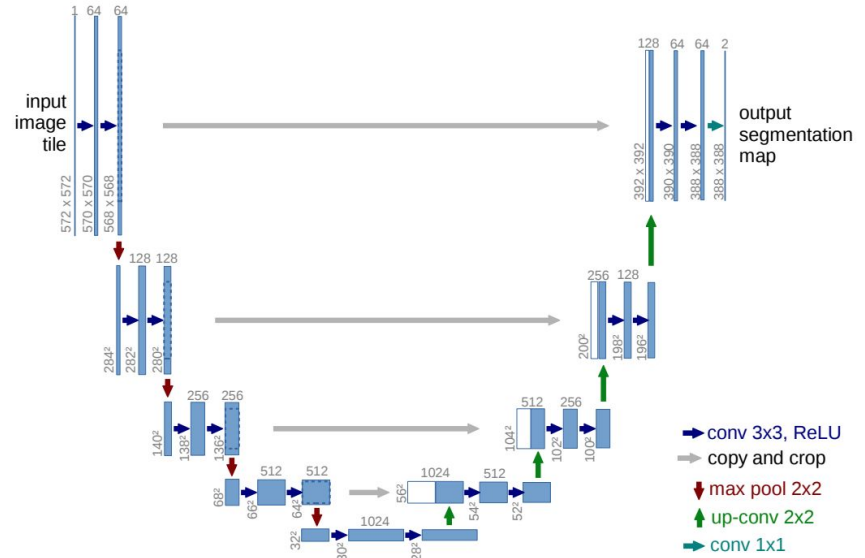 1 64 64
128 64 64 2
input
image
tile
output
segmentation
map
572 x 572
570 x 570
568 x 568
392 x 392
390 x 390
388 x 388
388 x 388
128 128
256 128
284²
282²
280²
200²
198²
196²
256 256
512 256
140²
138²
136²
104²
102²
100²
512 512
1024 512
68²
66²
64²
56²
54²
52²
1024
32²
conv 3x3, ReLU
copy and crop
max pool 2x2
up-conv 2x2
conv 1x1